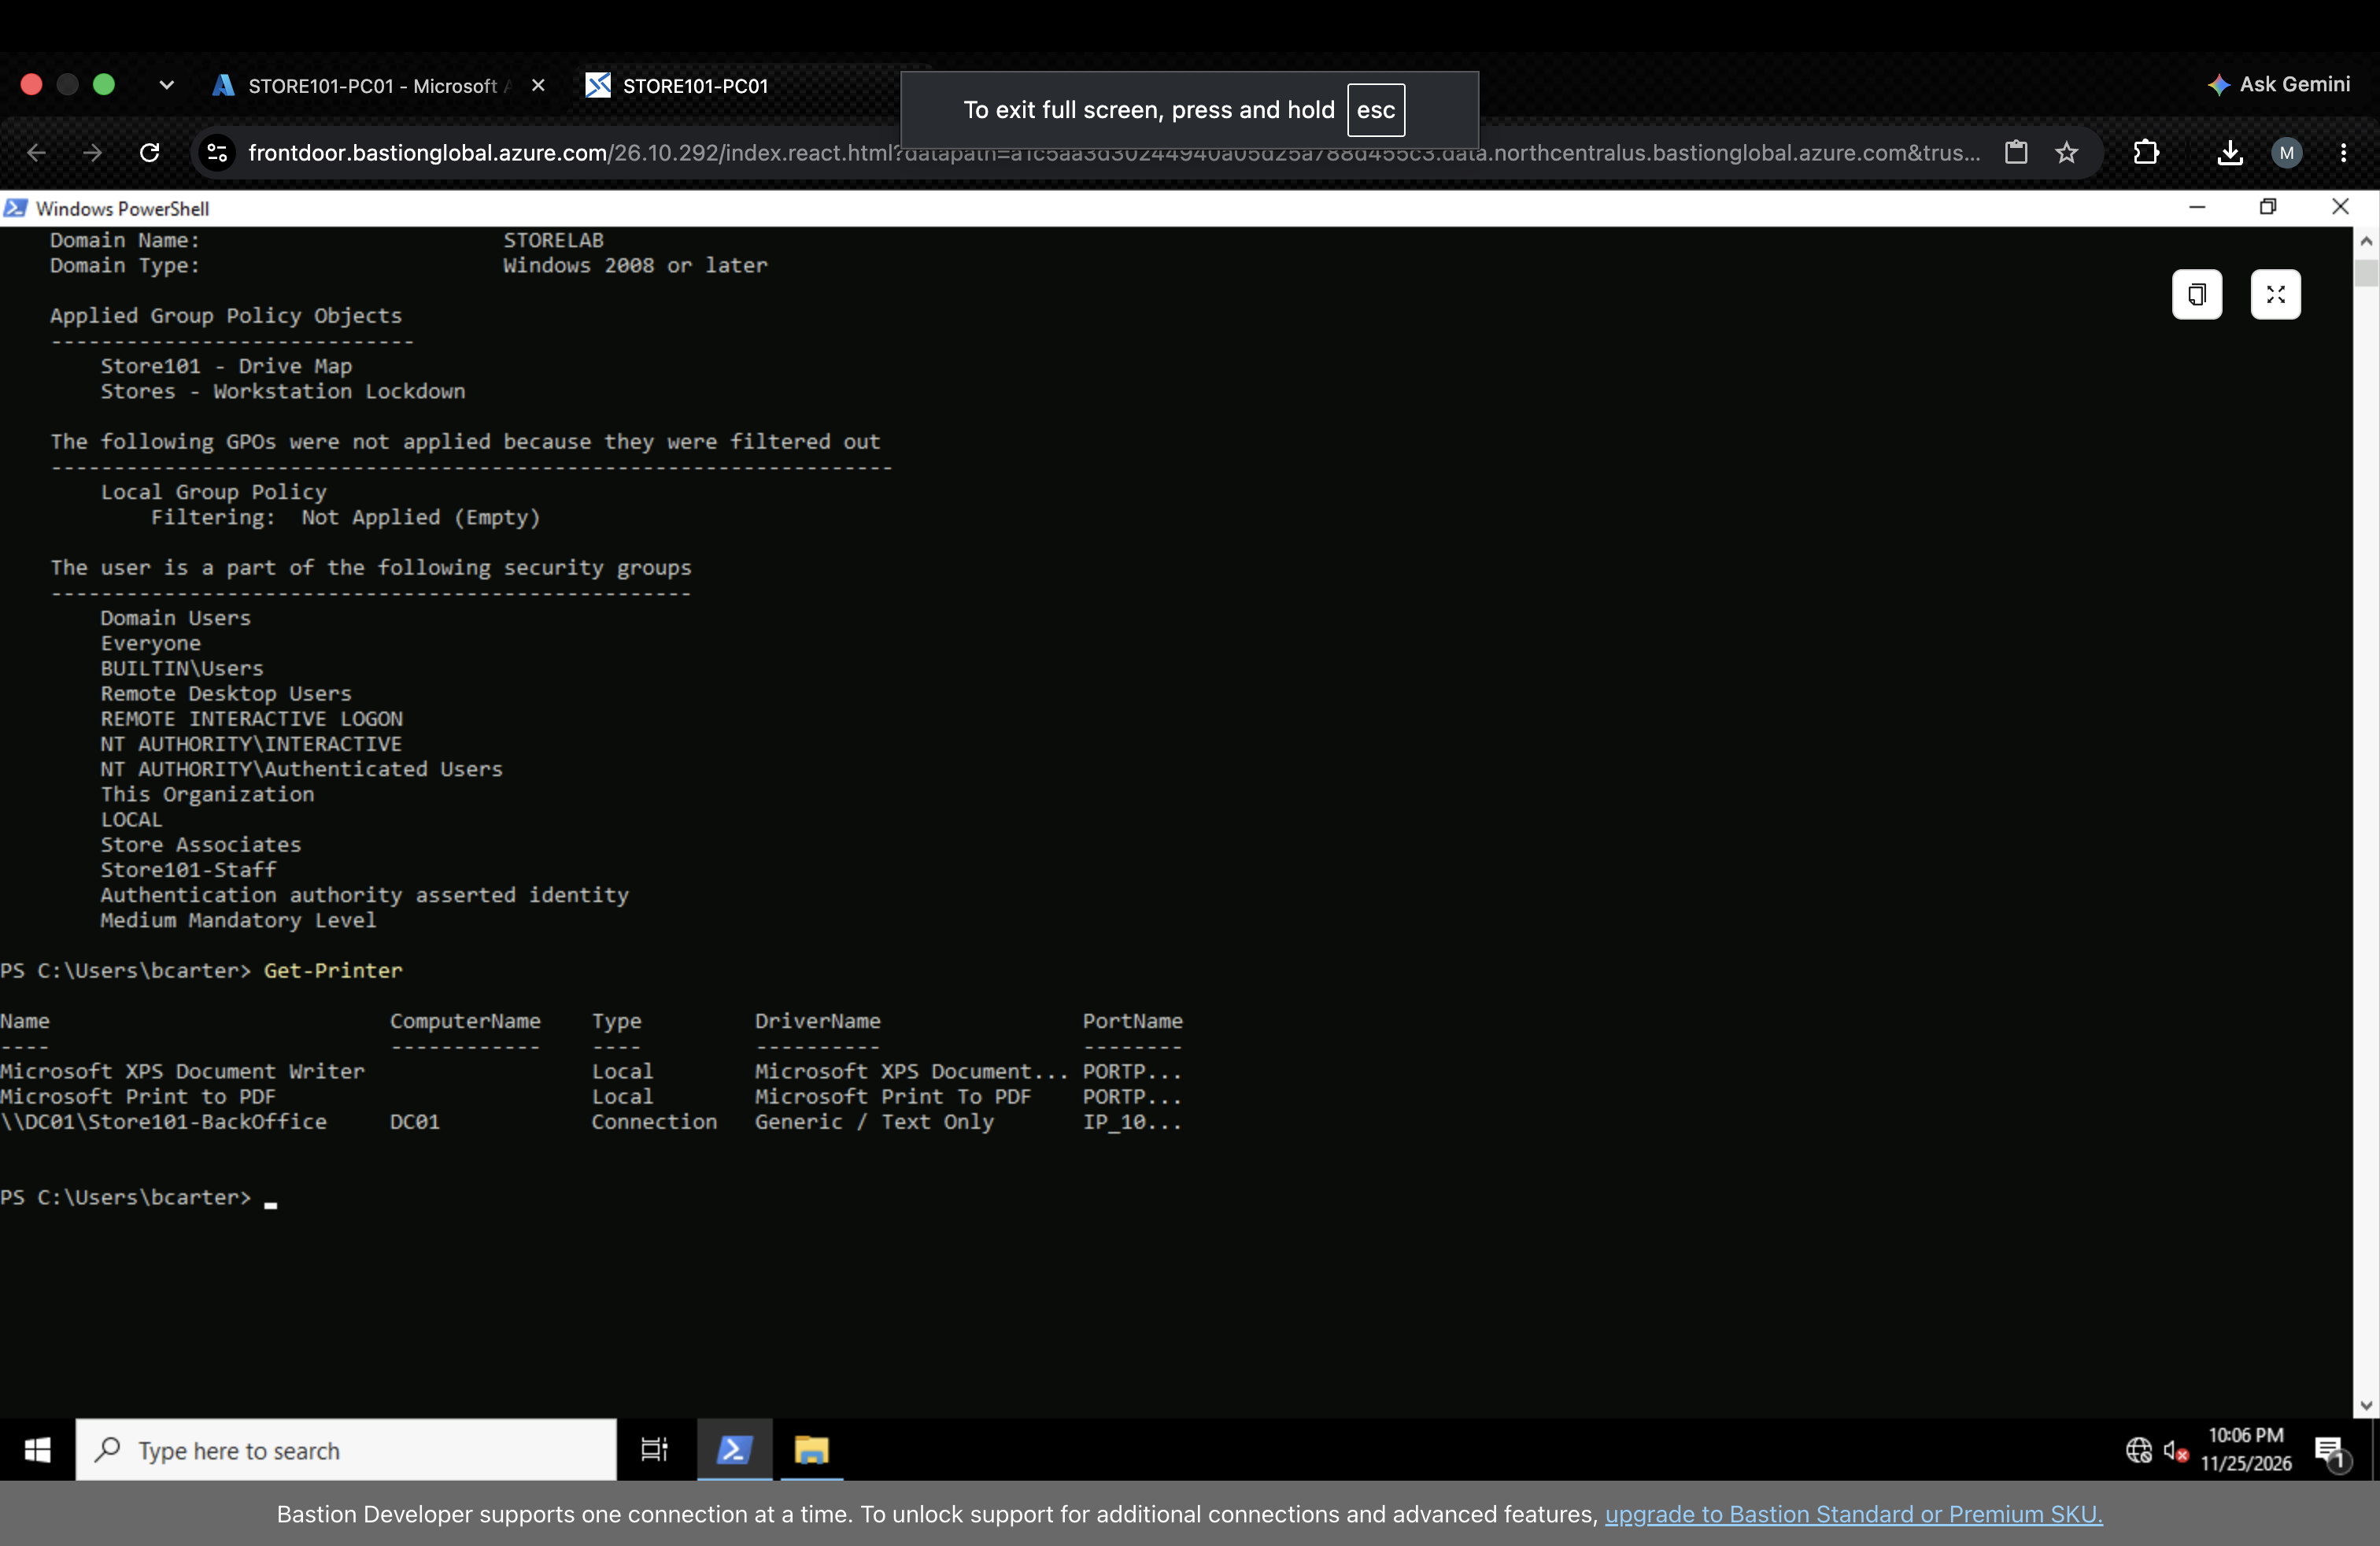 STORE101-PC01 - Microsoft A
STORE101-PC01
To exit full screen, press and hold esc
Ask Gemini
frontdoor.bastionglobal.azure.com/26.10.292/index.react.html?datapath=a1c5aa3d30244940a05d25a788d455c3.data.northcentralus.bastionglobal.azure.com&trus...
M
Windows PowerShell
Domain Name: STORELAB
Domain Type: Windows 2008 or later
Applied Group Policy Objects
-----------------------------
Store101 - Drive Map
Stores - Workstation Lockdown
The following GPOs were not applied because they were filtered out
-------------------------------------------------------------------
Local Group Policy
Filtering: Not Applied (Empty)
The user is a part of the following security groups
---------------------------------------------------
Domain Users
Everyone
BUILTIN\Users
Remote Desktop Users
REMOTE INTERACTIVE LOGON
NT AUTHORITY\INTERACTIVE
NT AUTHORITY\Authenticated Users
This Organization
LOCAL
Store Associates
Store101-Staff
Authentication authority asserted identity
Medium Mandatory Level
PS C:\Users\bcarter> Get-Printer
Name ComputerName Type DriverName PortName
---- ------------ ---- ---------- --------
Microsoft XPS Document Writer Local Microsoft XPS Document... PORTP...
Microsoft Print to PDF Local Microsoft Print To PDF PORTP...
\\DC01\Store101-BackOffice DC01 Connection Generic / Text Only IP_10...
PS C:\Users\bcarter>
Type here to search
10:06 PM
11/25/2026
1
Bastion Developer supports one connection at a time. To unlock support for additional connections and advanced features, upgrade to Bastion Standard or Premium SKU.